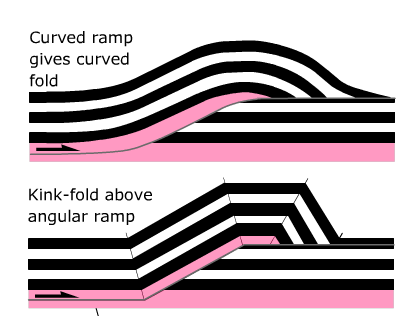 Curved ramp
gives curved
fold
Kink-fold above
angular ramp